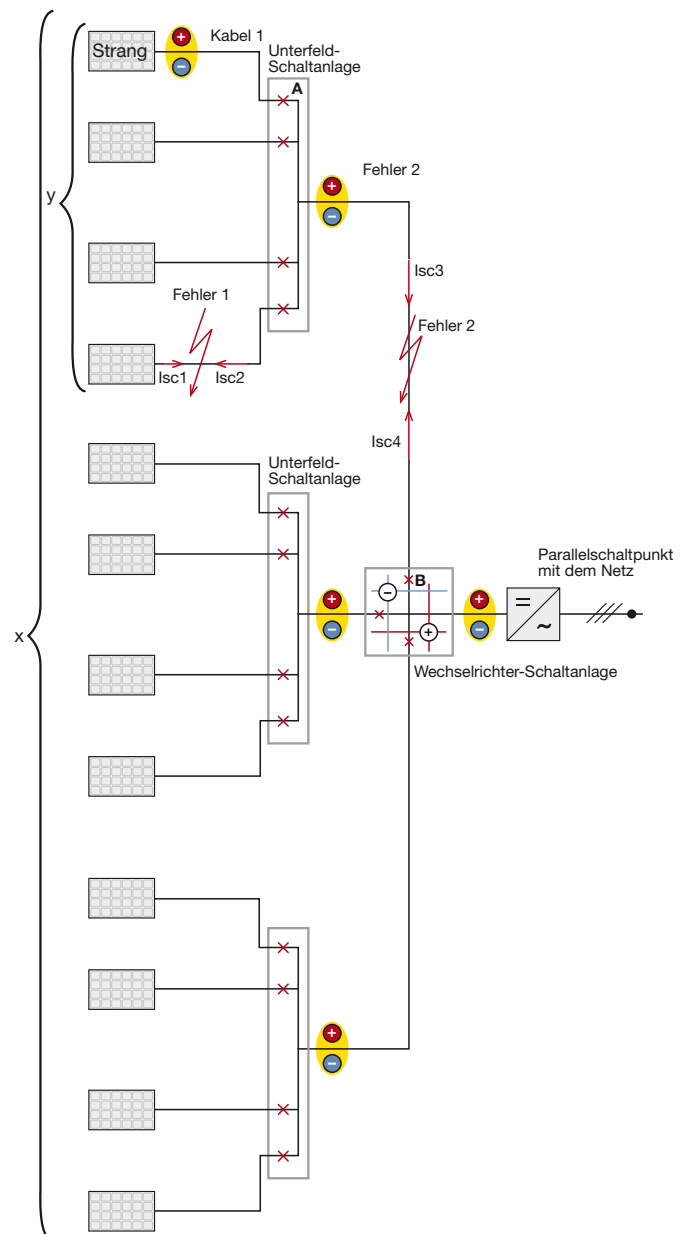 Strang
+
−
Kabel 1
Unterfeld-
Schaltanlage
A
y
Fehler 2
+
−
Isc3
Fehler 1
Fehler 2
Isc1
Isc2
Isc4
Unterfeld-
Schaltanlage
Parallelschaltpunkt
mit dem Netz
B
−
+
+
−
+
−
=
~
x
Wechselrichter-Schaltanlage
+
−